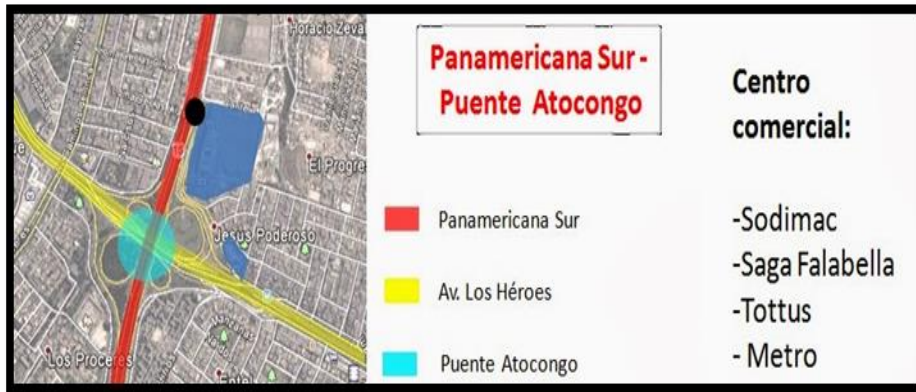 Horacio Zeval
El Progre
Jesus Poderoso
Los Proceres
Panamericana Sur -
Puente Atocongo
Panamericana Sur
Av. Los Héroes
Puente Atocongo
Centro
comercial:
-Sodimac
-Saga Falabella
-Tottus
- Metro